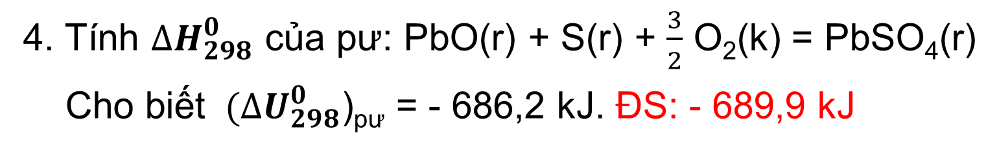 4. Tính ΔH⁰₂₉₈ của pư: PbO(r) + S(r) + 3/2 O₂(k) = PbSO₄(r)
Cho biết (ΔU⁰₂₉₈)pư = - 686,2 kJ. ĐS: - 689,9 kJ